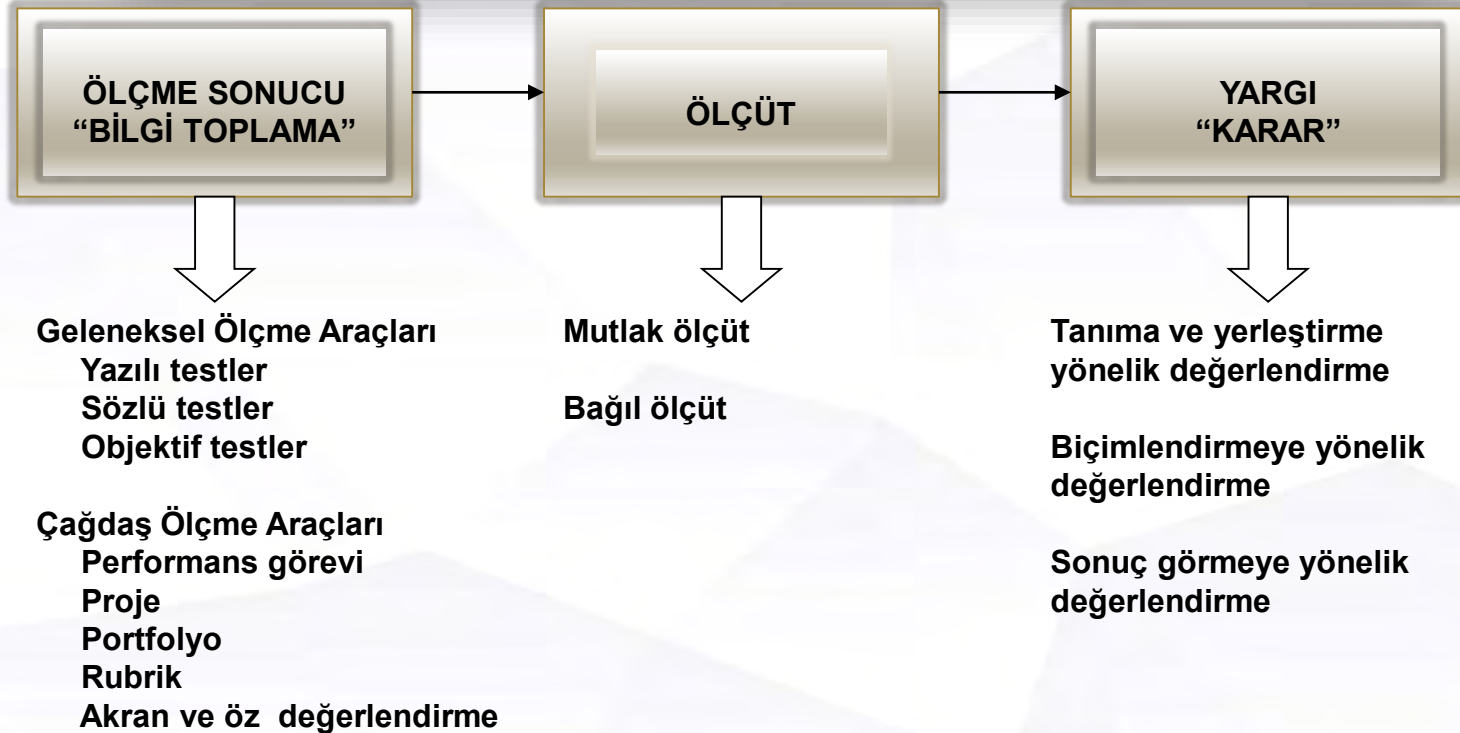 ÖLÇME SONUCU
“BİLGİ TOPLAMA”
ÖLÇÜT
YARGI
“KARAR”
Geleneksel Ölçme Araçları
Yazılı testler
Sözlü testler
Objektif testler
Çağdaş Ölçme Araçları
Performans görevi
Proje
Portfolyo
Rubrik
Akran ve öz değerlendirme
Mutlak ölçüt
Bağıl ölçüt
Tanıma ve yerleştirme
yönelik değerlendirme
Biçimlendirmeye yönelik
değerlendirme
Sonuç görmeye yönelik
değerlendirme